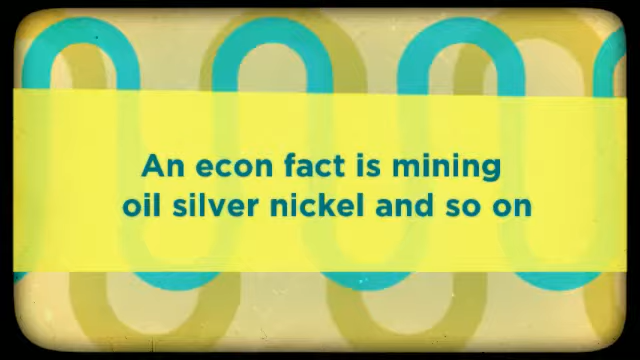 An econ fact is mining
oil silver nickel and so on